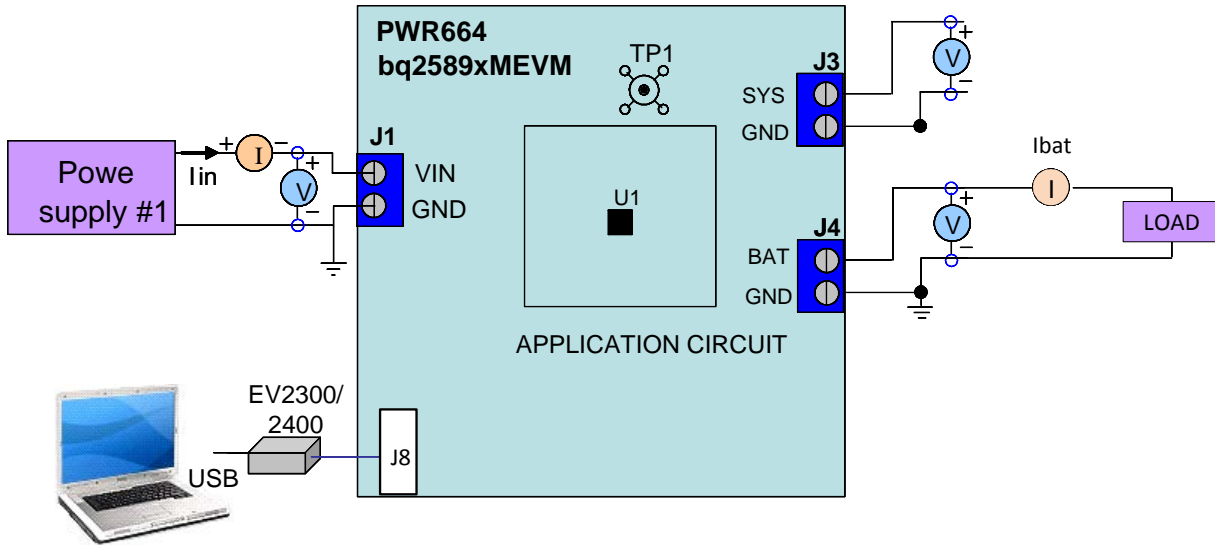 PWR664
bq2589xMEVM
TP1
J3
SYS
GND
+
V
−
J1
VIN
GND
Powe
supply #1
Iin
+
I
−
+
V
−
U1
J4
BAT
GND
+
V
−
Ibat
I
LOAD
APPLICATION CIRCUIT
EV2300/
2400
USB
J8